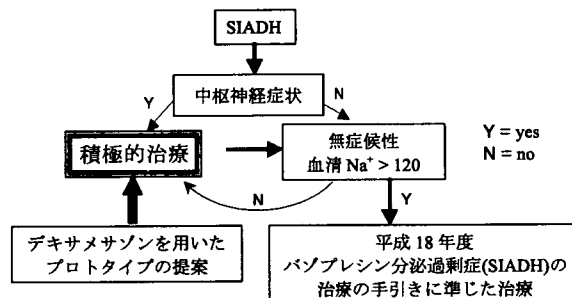 SIADH
中枢神経症状
Y
N
積極的治療
無症候性
血清 Na⁺ > 120
Y = yes
N = no
N
Y
デキサメサゾンを用いた
プロトタイプの提案
平成 18 年度
バゾプレシン分泌過剰症(SIADH)の
治療の手引きに準じた治療